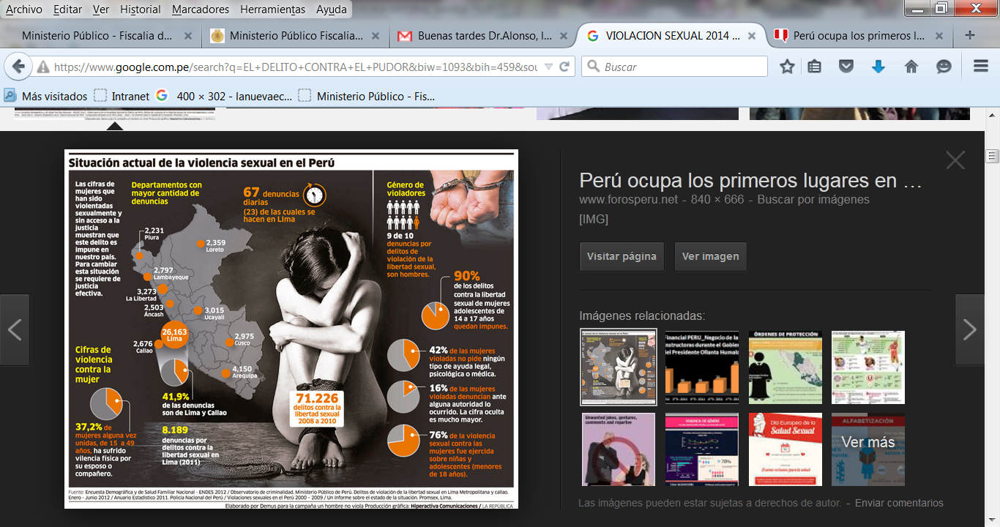 Archivo Editar Ver Historial Marcadores Herramientas Ayuda
Ministerio Público - Fiscalia d...
Ministerio Público Fiscalia...
Buenas tardes Dr.Alonso, l...
VIOLACION SEXUAL 2014 ...
Perú ocupa los primeros l...
https://www.google.com.pe/search?q=EL+DELITO+CONTRA+EL+PUDOR&biw=1093&bih=459&sou
Buscar
Más visitados
Intranet
400 × 302 - lanuevaec...
Ministerio Público - Fis...
Situación actual de la violencia sexual en el Perú
Las cifras de
mujeres que
han sido
violentadas
sexualmente y
sin acceso a la
justicia
muestran que
este delito es
impune en
nuestro país.
Para cambiar
esta situación
se requiere de
justicia
efectiva.
Departamentos con
mayor cantidad de
denuncias
67 denuncias
diarias
(23) de las cuales se
hacen en LIma
2,231
Piura
2,359
Loreto
2,797
Lambayeque
3,273
La Libertad
2,503
Áncash
3,015
Ucayali
26,163
Lima
2,676
Callao
2,975
Cusco
4,150
Arequipa
41,9%
de las denuncias
son de Lima y Callao
Cifras de
violencia
contra la
mujer
37,2% de
mujeres alguna vez
unidas, de 15 a 49
años, ha sufrido
vilencia física por
su esposo o
compañero.
8.189
denuncias por
delitos contra la
libertad sexual en
Lima (2011)
71.226
delitos contra la
libertad sexual
2008 a 2010
Género de
violadores
9 de 10
denuncias por
delitos de
violación de la
libertad sexual,
son hombres.
90%
de los delitos
contra la libertad
sexual de mujeres
adolescentes de
14 a 17 años
quedan impunes.
42% de las mujeres
violadas no pide ningún
tipo de ayuda legal,
psicológica o médica.
16% de las mujeres
violadas denuncian ante
alguna autoridad lo
ocurrido. La cifra oculta
es mucho mayor.
76% de la violencia
sexual contra las
mujeres fue ejercida
sobre niñas y
adolescentes (menores
de 18 años).
Fuente: Encuesta Demográfica y de Salud Familiar Nacional - ENDES 2012 / Observatorio de criminalidad. Ministerio Público de Perú. Delitos de violación de la libertad sexual en Lima Metropolitana y callao.
Enero - Junio 2012 / Anuario Estadístico 2011. Policía Nacional del Perú / Violaciones sexuales en el Perú 2000 - 2009 / Un Informe sobre el estado de la situación. Promsex, Lima.
Elaborado por Demus para la campaña un hombre no viola Producción gráfica: Hiperactiva Comunicaciones / LA REPÚBLICA
Perú ocupa los primeros lugares en ...
www.forosperu.net - 840 × 666 - Buscar por imágenes
[IMG]
Visitar página
Ver imagen
Imágenes relacionadas:
Financial PERU_Negocio de la
nstructoras durante el Gobier
del Presidente Ollanta Humala
ÓRDENES DE PROTECCIÓN
Unwanted jokes, gestures,
comments and repartee
VIOLENCIA DE GÉNERO
70%
Día Europeo de la
Salud Sexual
ALFABETIZACIÓN
Ver más
Las imágenes pueden estar sujetas a derechos de autor. - Enviar comentarios